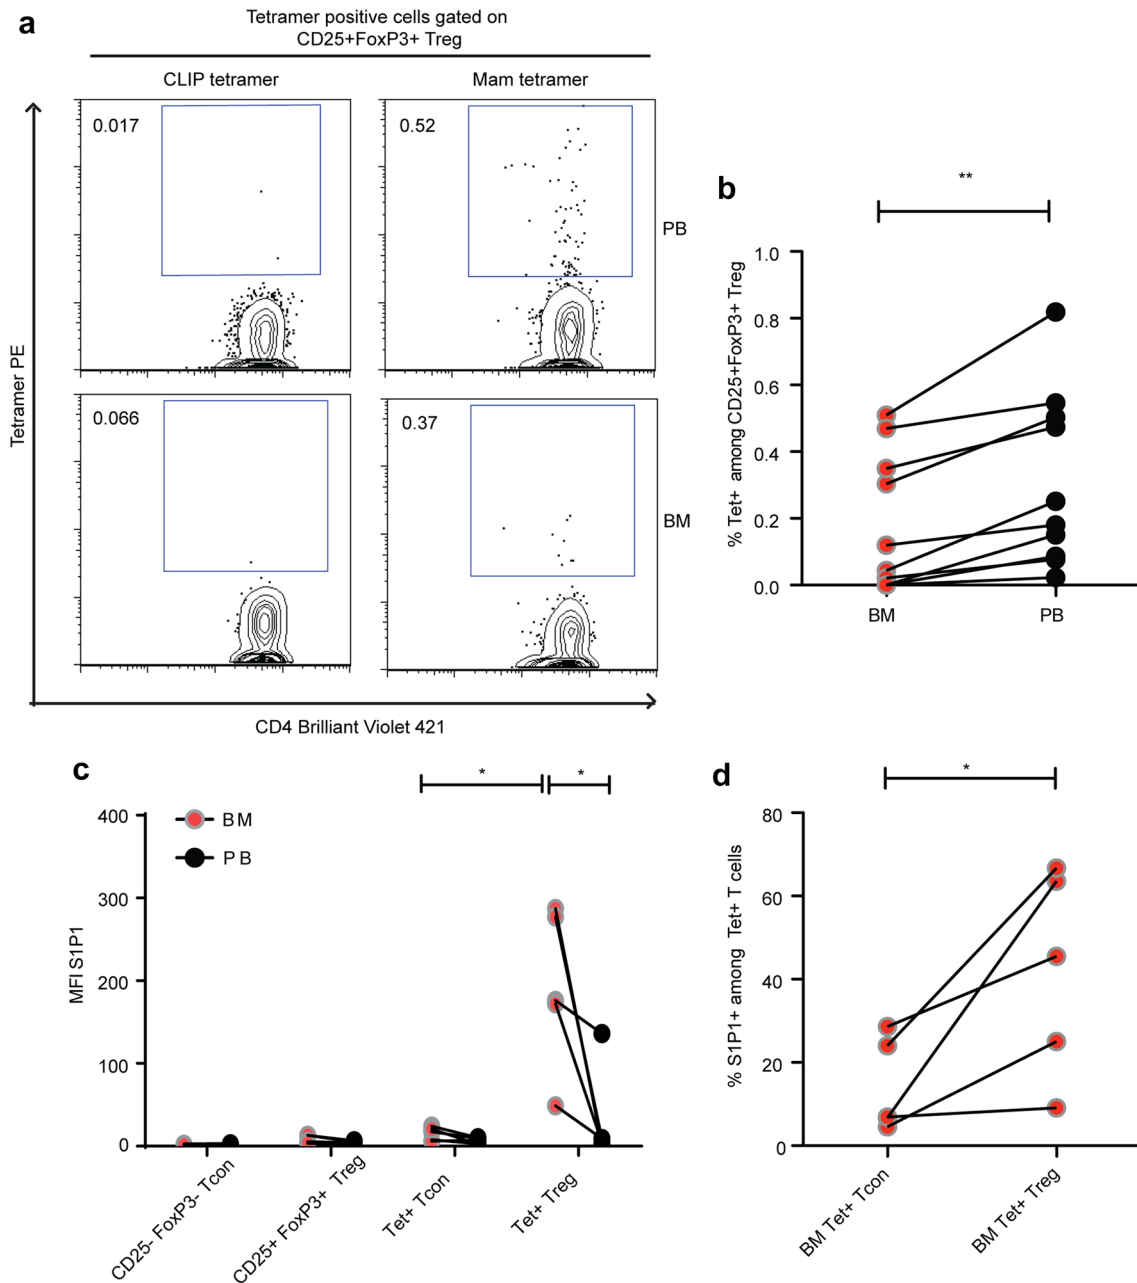 a
Tetramer positive cells gated on
CD25+FoxP3+ Treg
CLIP tetramer
Mam tetramer
0.017
0.52
PB
0.066
0.37
BM
Tetramer PE
CD4 Brilliant Violet 421
b
**
% Tet+ among CD25+FoxP3+ Treg
1.0
0.8
0.6
0.4
0.2
0.0
BM
PB
c
*
*
BM
PB
MFI S1P1
400
300
200
100
0
CD25- FoxP3- Tcon
CD25+ FoxP3+ Treg
Tet+ Tcon
Tet+ Treg
d
*
% S1P1+ among Tet+ T cells
80
60
40
20
0
BM Tet+ Tcon
BM Tet+ Treg